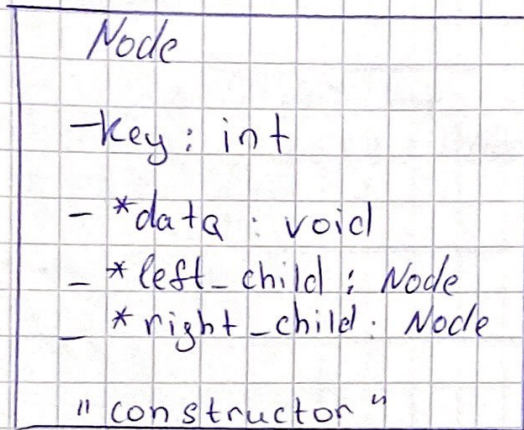 Node
-key: int
- *data : void
- *left_child : Node
- *right_child : Node
"constructor"